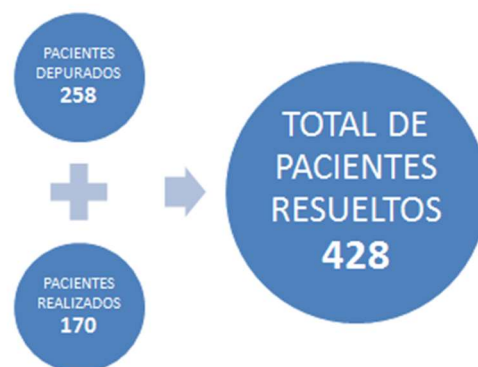 PACIENTES
DEPURADOS
258
PACIENTES
REALIZADOS
170
TOTAL DE
PACIENTES
RESUELTOS
428